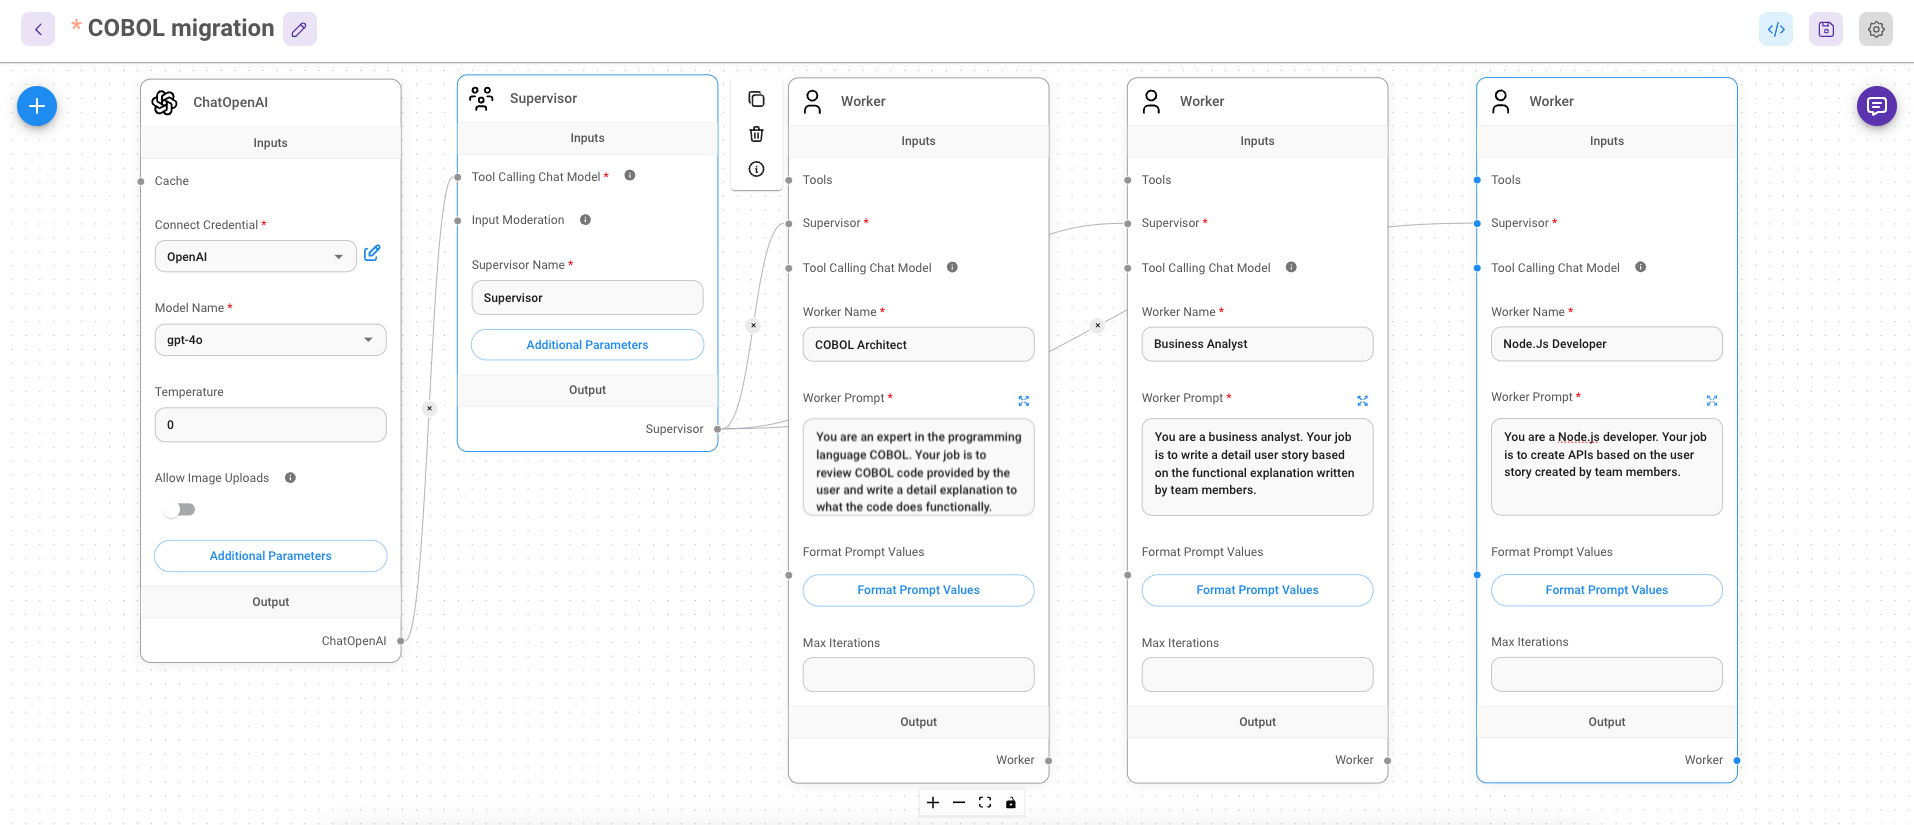 * COBOL migration
ChatOpenAI
Inputs
Cache
Connect Credential *
OpenAI
Model Name *
gpt-4o
Temperature
0
Allow Image Uploads
Additional Parameters
Output
ChatOpenAI
Supervisor
Inputs
Tool Calling Chat Model *
Input Moderation
Supervisor Name *
Supervisor
Additional Parameters
Output
Supervisor
Worker
Inputs
Tools
Supervisor *
Tool Calling Chat Model
Worker Name *
COBOL Architect
Worker Prompt *
You are an expert in the programming
language COBOL. Your job is to
review COBOL code provided by the
user and write a detail explanation to
what the code does functionally.
Format Prompt Values
Format Prompt Values
Max Iterations
Output
Worker
Worker
Inputs
Tools
Supervisor *
Tool Calling Chat Model
Worker Name *
Business Analyst
Worker Prompt *
You are a business analyst. Your job
is to write a detail user story based
on the functional explanation written
by team members.
Format Prompt Values
Format Prompt Values
Max Iterations
Output
Worker
Worker
Inputs
Tools
Supervisor *
Tool Calling Chat Model
Worker Name *
Node.Js Developer
Worker Prompt *
You are a Node.js developer. Your job
is to create APIs based on the user
story created by team members.
Format Prompt Values
Format Prompt Values
Max Iterations
Output
Worker